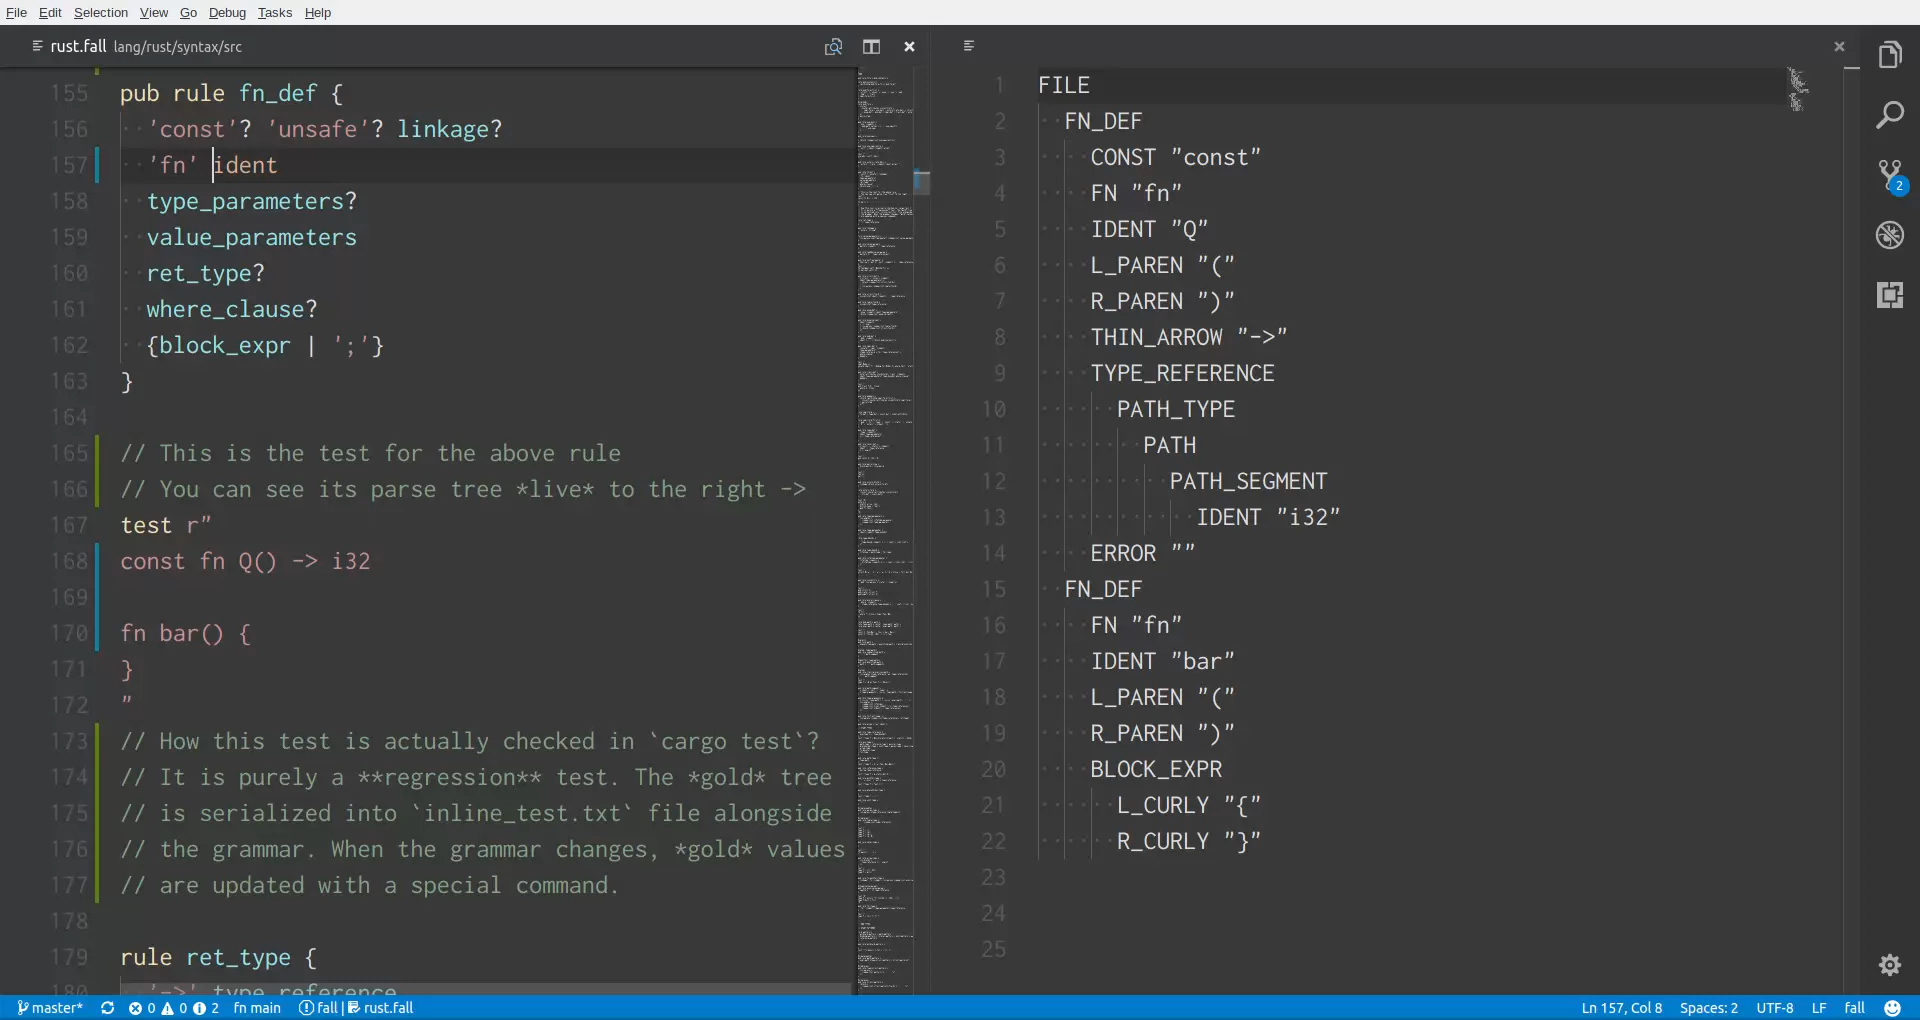 File Edit Selection View Go Debug Tasks Help
rust.fall lang/rust/syntax/src
155 pub rule fn_def {
156 'const'? 'unsafe'? linkage?
157 'fn' ident
158 type_parameters?
159 value_parameters
160 ret_type?
161 where_clause?
162 {block_expr | ';'}
163 }
164
165 // This is the test for the above rule
166 // You can see its parse tree *live* to the right ->
167 test r"
168 const fn Q() -> i32
169
170 fn bar() {
171 }
172 "
173 // How this test is actually checked in `cargo test`?
174 // It is purely a **regression** test. The *gold* tree
175 // is serialized into `inline_test.txt` file alongside
176 // the grammar. When the grammar changes, *gold* values
177 // are updated with a special command.
178
179 rule ret_type {
180 '->' type_reference
1 FILE
2 FN_DEF
3 CONST "const"
4 FN "fn"
5 IDENT "Q"
6 L_PAREN "("
7 R_PAREN ")"
8 THIN_ARROW "->"
9 TYPE_REFERENCE
10 PATH_TYPE
11 PATH
12 PATH_SEGMENT
13 IDENT "i32"
14 ERROR ""
15 FN_DEF
16 FN "fn"
17 IDENT "bar"
18 L_PAREN "("
19 R_PAREN ")"
20 BLOCK_EXPR
21 L_CURLY "{"
22 R_CURLY "}"
23
24
25
2
master* 0 0 2 fn main fall | rust.fall Ln 157, Col 8 Spaces: 2 UTF-8 LF fall